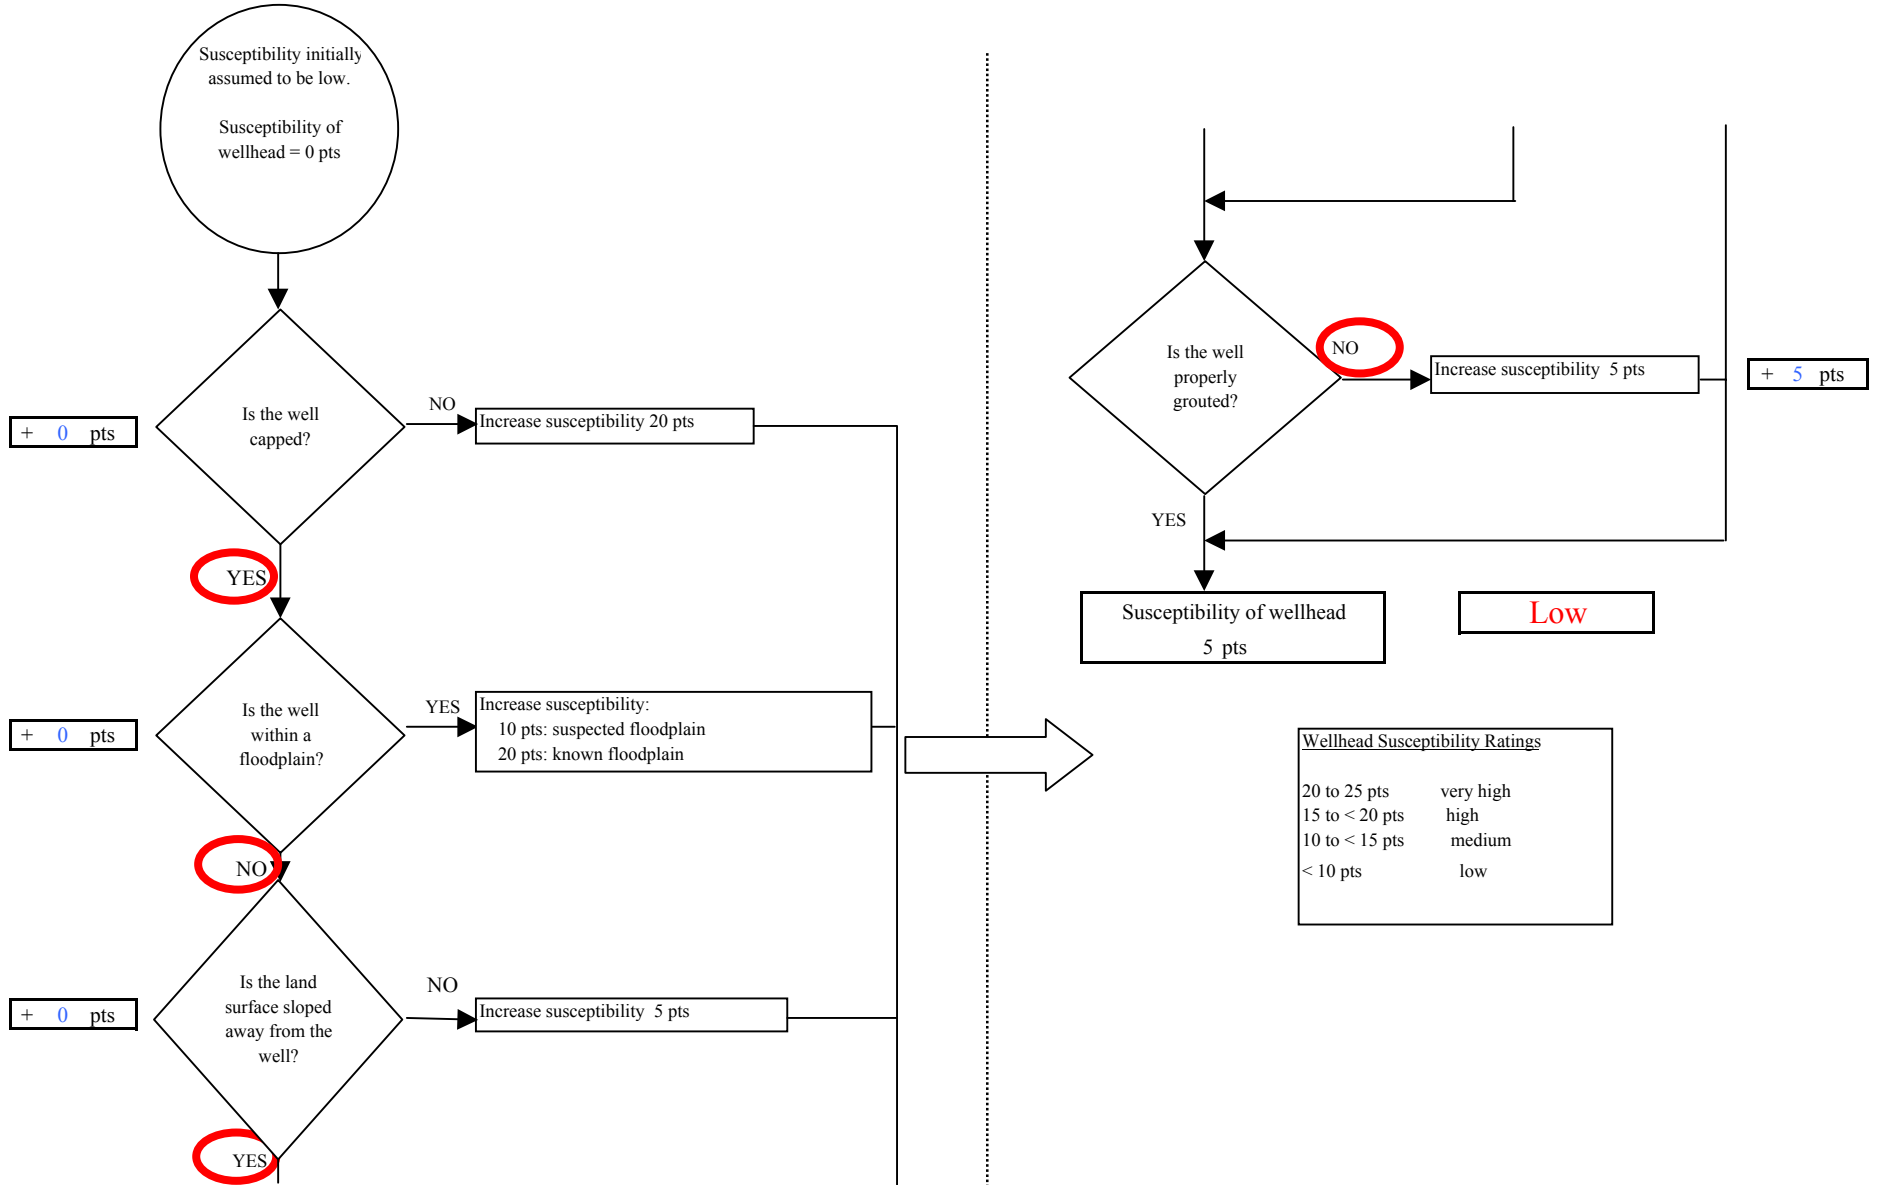 Susceptibility initially
assumed to be low.
Susceptibility of
wellhead = 0 pts
Is the well
capped?
NO
Increase susceptibility 20 pts
+ 0 pts
YES
Is the well
within a
floodplain?
YES
Increase susceptibility:
10 pts: suspected floodplain
20 pts: known floodplain
+ 0 pts
NO
Is the land
surface sloped
away from the
well?
NO
Increase susceptibility 5 pts
+ 0 pts
YES
Is the well
properly
grouted?
NO
Increase susceptibility 5 pts
+ 5 pts
YES
Susceptibility of wellhead
5 pts
Low
Wellhead Susceptibility Ratings
20 to 25 pts very high
15 to < 20 pts high
10 to < 15 pts medium
< 10 pts low